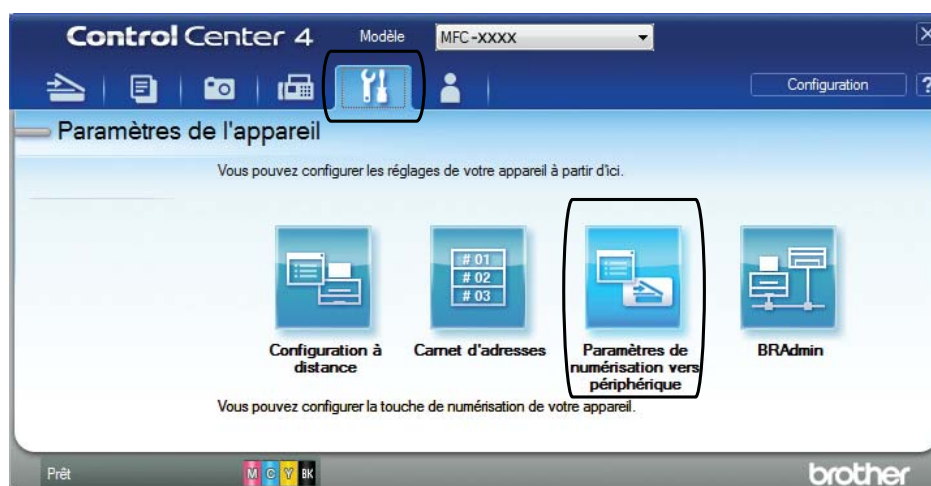 Control Center 4 Modèle MFC-XXXX
Configuration ?
Paramètres de l'appareil
Vous pouvez configurer les réglages de votre appareil à partir d'ici.
# 01
# 02
# 03
Configuration à
distance
Carnet d'adresses
Paramètres de
numérisation vers
périphérique
BRAdmin
Vous pouvez configurer la touche de numérisation de votre appareil.
Prêt M C Y BK brother